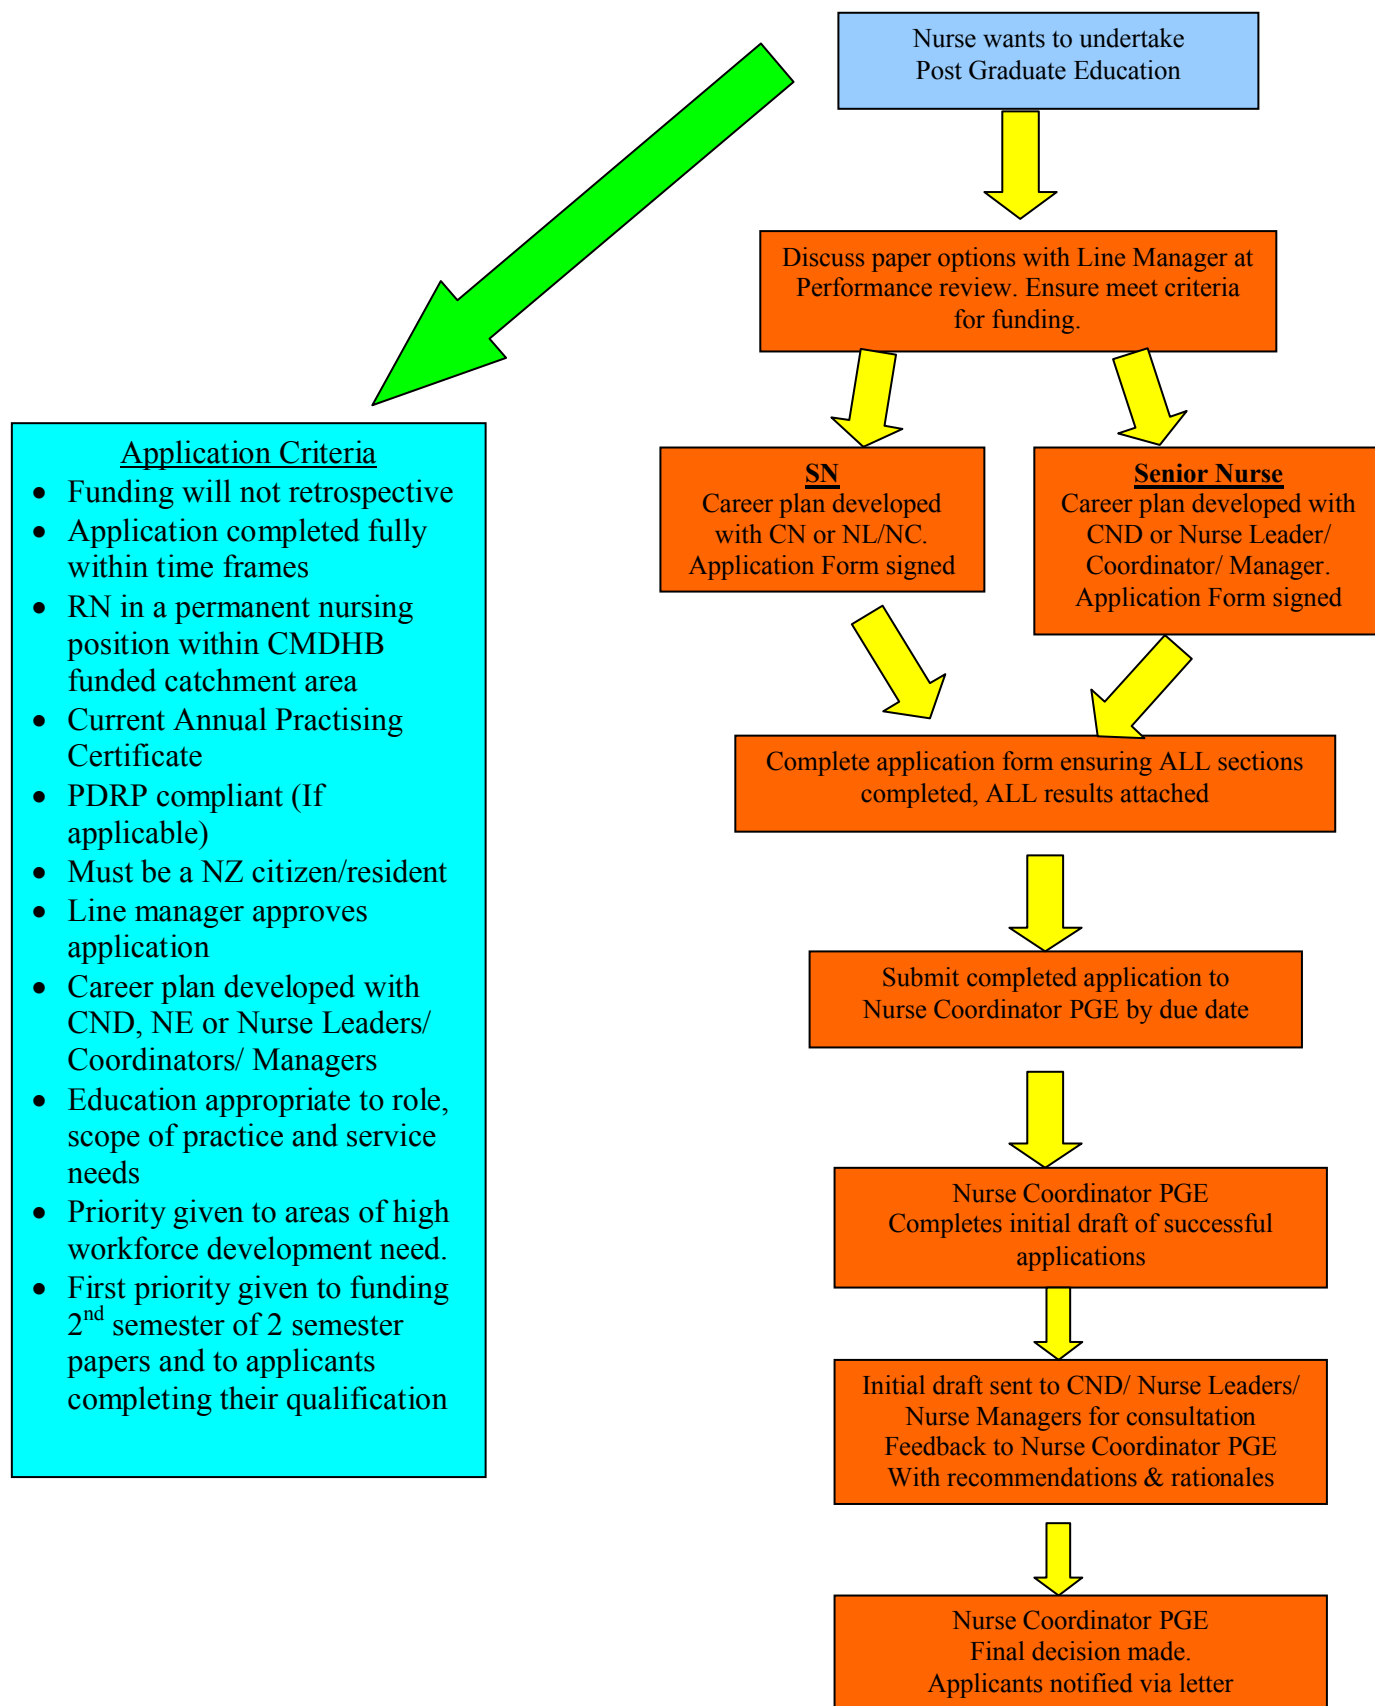 Nurse wants to undertake
Post Graduate Education
Discuss paper options with Line Manager at
Performance review. Ensure meet criteria
for funding.
SN
Career plan developed
with CN or NL/NC.
Application Form signed
Senior Nurse
Career plan developed with
CND or Nurse Leader/
Coordinator/ Manager.
Application Form signed
Complete application form ensuring ALL sections
completed, ALL results attached
Submit completed application to
Nurse Coordinator PGE by due date
Nurse Coordinator PGE
Completes initial draft of successful
applications
Initial draft sent to CND/ Nurse Leaders/
Nurse Managers for consultation
Feedback to Nurse Coordinator PGE
With recommendations & rationales
Nurse Coordinator PGE
Final decision made.
Applicants notified via letter
Application Criteria
• Funding will not retrospective
• Application completed fully
within time frames
• RN in a permanent nursing
position within CMDHB
funded catchment area
• Current Annual Practising
Certificate
• PDRP compliant (If
applicable)
• Must be a NZ citizen/resident
• Line manager approves
application
• Career plan developed with
CND, NE or Nurse Leaders/
Coordinators/ Managers
• Education appropriate to role,
scope of practice and service
needs
• Priority given to areas of high
workforce development need.
• First priority given to funding
2nd semester of 2 semester
papers and to applicants
completing their qualification